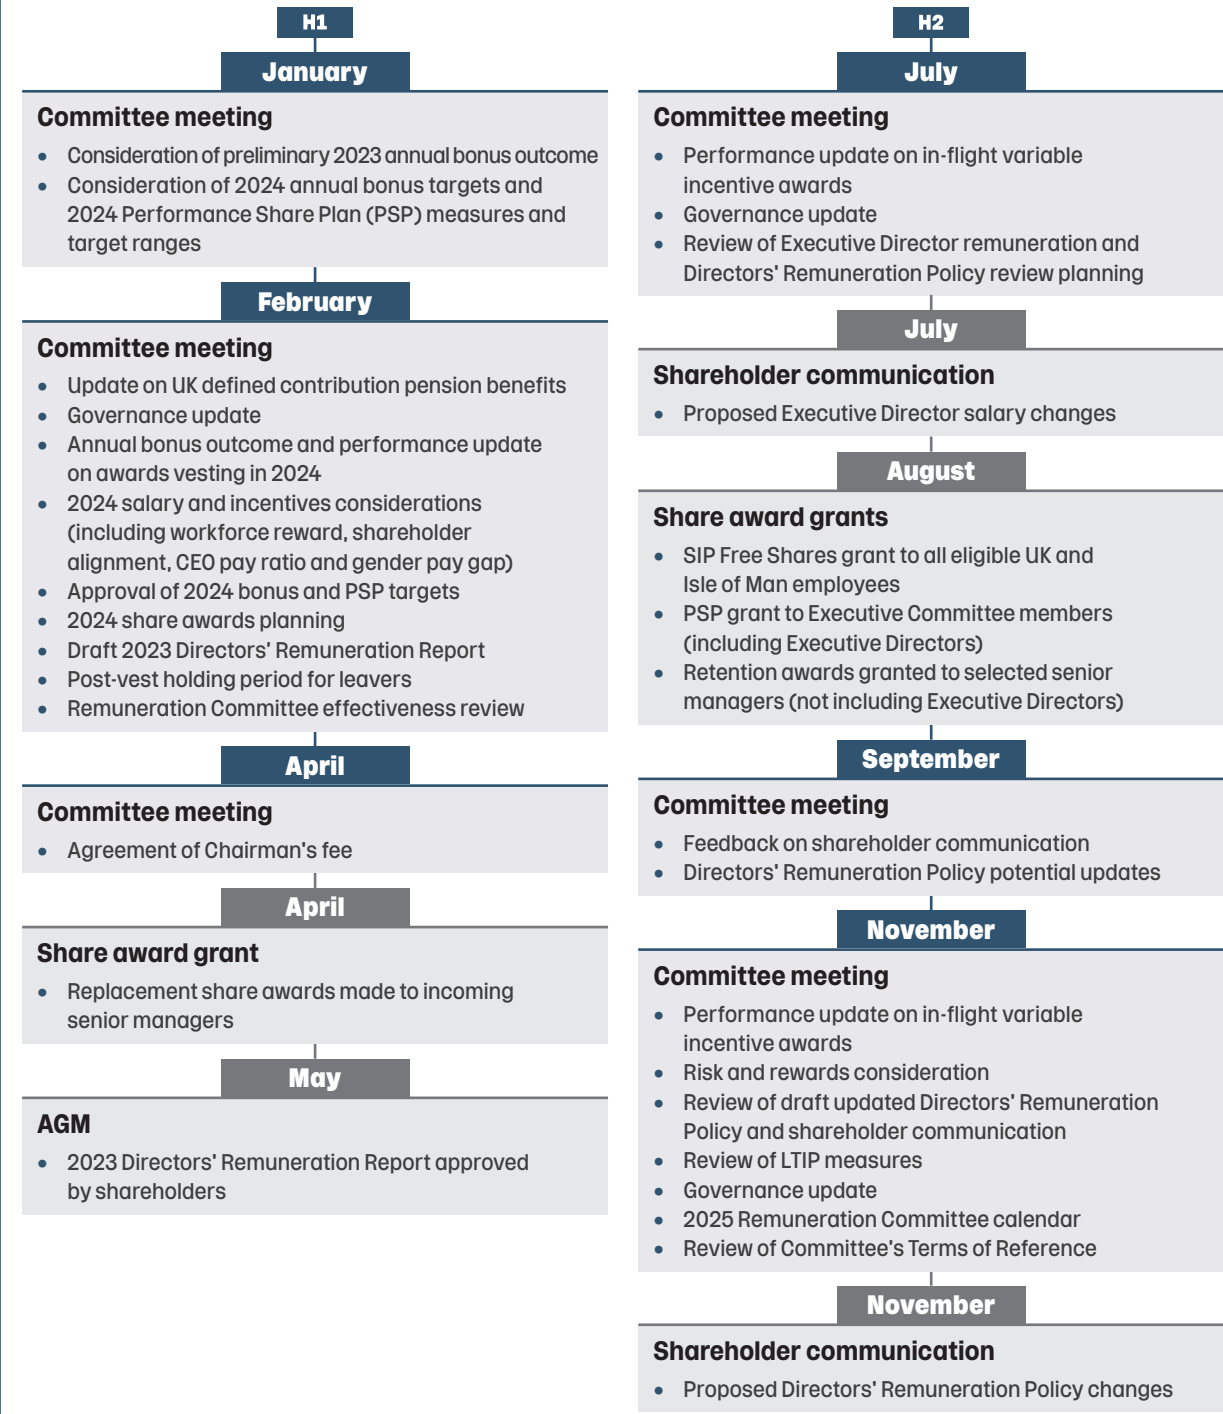 H1
January
Committee meeting
• Consideration of preliminary 2023 annual bonus outcome
• Consideration of 2024 annual bonus targets and
2024 Performance Share Plan (PSP) measures and
target ranges
February
Committee meeting
• Update on UK defined contribution pension benefits
• Governance update
• Annual bonus outcome and performance update
on awards vesting in 2024
• 2024 salary and incentives considerations
(including workforce reward, shareholder
alignment, CEO pay ratio and gender pay gap)
• Approval of 2024 bonus and PSP targets
• 2024 share awards planning
• Draft 2023 Directors' Remuneration Report
• Post-vest holding period for leavers
• Remuneration Committee effectiveness review
April
Committee meeting
• Agreement of Chairman's fee
April
Share award grant
• Replacement share awards made to incoming
senior managers
May
AGM
• 2023 Directors' Remuneration Report approved
by shareholders
H2
July
Committee meeting
• Performance update on in-flight variable
incentive awards
• Governance update
• Review of Executive Director remuneration and
Directors' Remuneration Policy review planning
July
Shareholder communication
• Proposed Executive Director salary changes
August
Share award grants
• SIP Free Shares grant to all eligible UK and
Isle of Man employees
• PSP grant to Executive Committee members
(including Executive Directors)
• Retention awards granted to selected senior
managers (not including Executive Directors)
September
Committee meeting
• Feedback on shareholder communication
• Directors' Remuneration Policy potential updates
November
Committee meeting
• Performance update on in-flight variable
incentive awards
• Risk and rewards consideration
• Review of draft updated Directors' Remuneration
Policy and shareholder communication
• Review of LTIP measures
• Governance update
• 2025 Remuneration Committee calendar
• Review of Committee's Terms of Reference
November
Shareholder communication
• Proposed Directors' Remuneration Policy changes